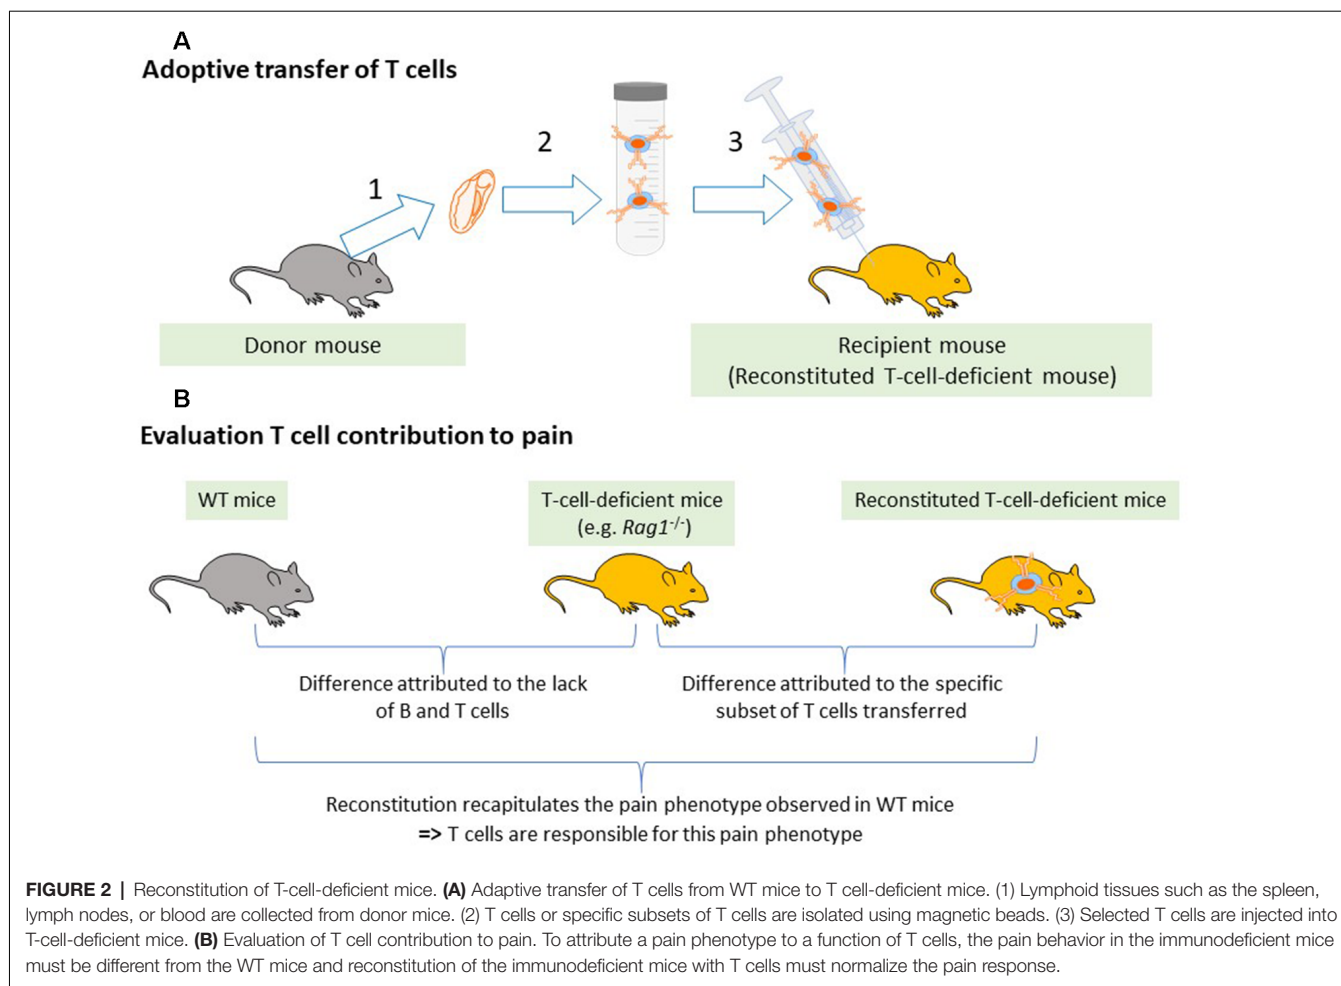 A
Adoptive transfer of T cells
1
2
3
Donor mouse
Recipient mouse
(Reconstituted T-cell-deficient mouse)
B
Evaluation T cell contribution to pain
WT mice
T-cell-deficient mice
(e.g. Rag1-/-)
Reconstituted T-cell-deficient mice
Difference attributed to the lack
of B and T cells
Difference attributed to the specific
subset of T cells transferred
Reconstitution recapitulates the pain phenotype observed in WT mice
=> T cells are responsible for this pain phenotype
FIGURE 2 | Reconstitution of T-cell-deficient mice. (A) Adaptive transfer of T cells from WT mice to T cell-deficient mice. (1) Lymphoid tissues such as the spleen,
lymph nodes, or blood are collected from donor mice. (2) T cells or specific subsets of T cells are isolated using magnetic beads. (3) Selected T cells are injected into
T-cell-deficient mice. (B) Evaluation of T cell contribution to pain. To attribute a pain phenotype to a function of T cells, the pain behavior in the immunodeficient mice
must be different from the WT mice and reconstitution of the immunodeficient mice with T cells must normalize the pain response.